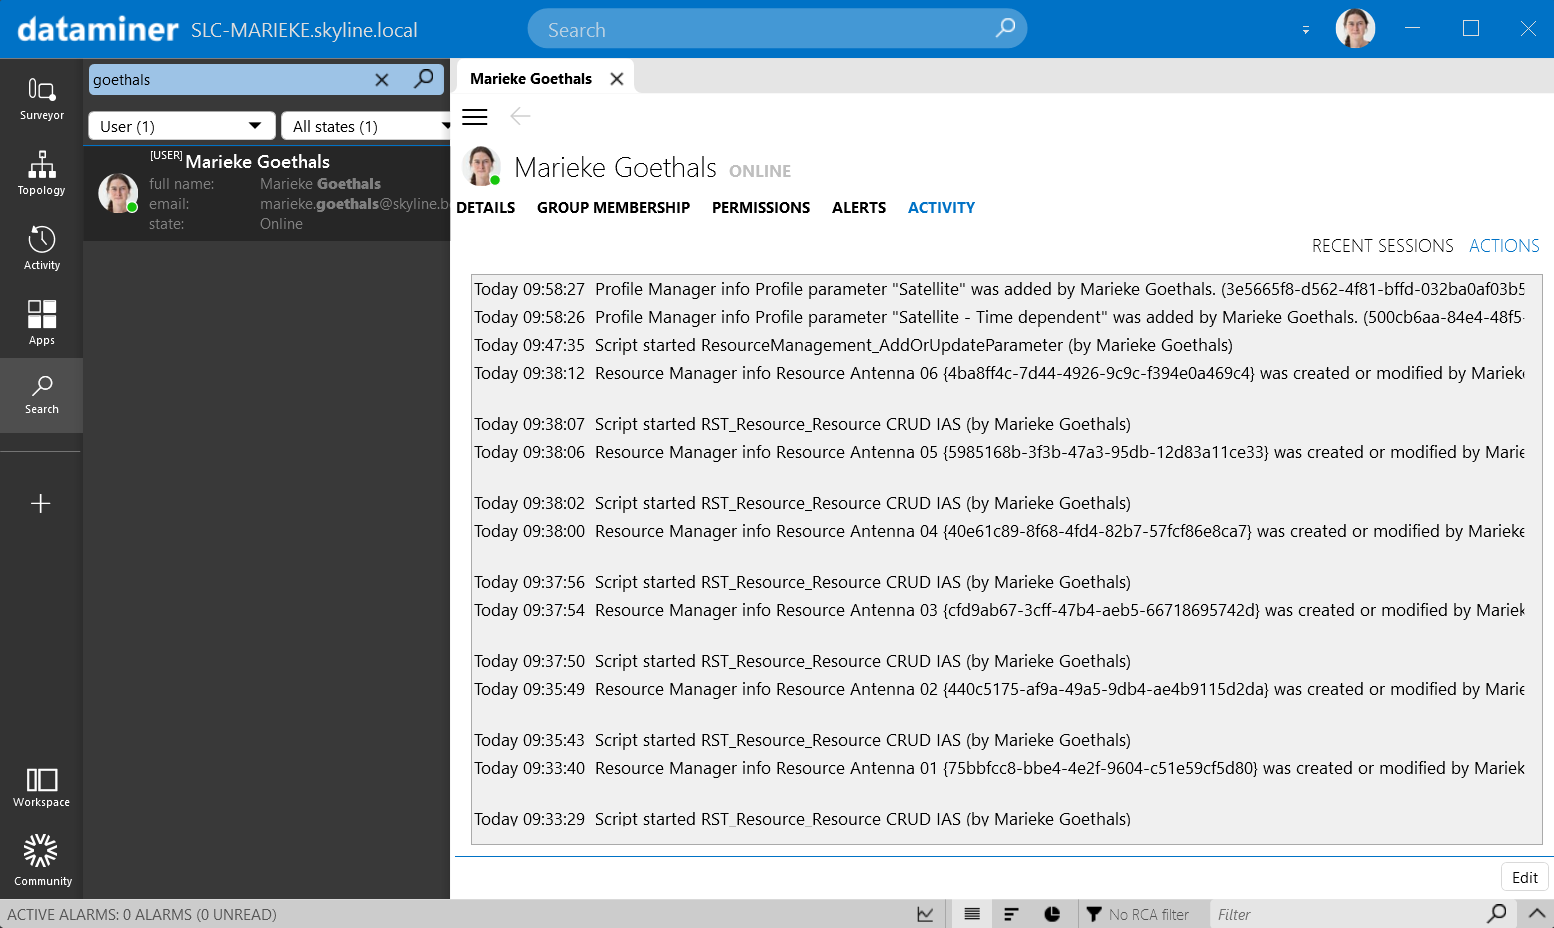 dataminer SLC-MARIEKE.skyline.local
Search
Surveyor
Topology
Activity
Apps
Search
Workspace
Community
goethals
User (1)
All states (1)
[USER] Marieke Goethals
full name: Marieke Goethals
email: marieke.goethals@skyline.b
state: Online
Marieke Goethals
Marieke Goethals ONLINE
DETAILS GROUP MEMBERSHIP PERMISSIONS ALERTS ACTIVITY
RECENT SESSIONS ACTIONS
Today 09:58:27 Profile Manager info Profile parameter "Satellite" was added by Marieke Goethals. (3e5665f8-d562-4f81-bffd-032ba0af03b5
Today 09:58:26 Profile Manager info Profile parameter "Satellite - Time dependent" was added by Marieke Goethals. (500cb6aa-84e4-48f5-
Today 09:47:35 Script started ResourceManagement_AddOrUpdateParameter (by Marieke Goethals)
Today 09:38:12 Resource Manager info Resource Antenna 06 {4ba8ff4c-7d44-4926-9c9c-f394e0a469c4} was created or modified by Marieke
Today 09:38:07 Script started RST_Resource_Resource CRUD IAS (by Marieke Goethals)
Today 09:38:06 Resource Manager info Resource Antenna 05 {5985168b-3f3b-47a3-95db-12d83a11ce33} was created or modified by Marie
Today 09:38:02 Script started RST_Resource_Resource CRUD IAS (by Marieke Goethals)
Today 09:38:00 Resource Manager info Resource Antenna 04 {40e61c89-8f68-4fd4-82b7-57fcf86e8ca7} was created or modified by Marieke
Today 09:37:56 Script started RST_Resource_Resource CRUD IAS (by Marieke Goethals)
Today 09:37:54 Resource Manager info Resource Antenna 03 {cfd9ab67-3cff-47b4-aeb5-66718695742d} was created or modified by Mariek
Today 09:37:50 Script started RST_Resource_Resource CRUD IAS (by Marieke Goethals)
Today 09:35:49 Resource Manager info Resource Antenna 02 {440c5175-af9a-49a5-9db4-ae4b9115d2da} was created or modified by Marie
Today 09:35:43 Script started RST_Resource_Resource CRUD IAS (by Marieke Goethals)
Today 09:33:40 Resource Manager info Resource Antenna 01 {75bbfcc8-bbe4-4e2f-9604-c51e59cf5d80} was created or modified by Mariek
Today 09:33:29 Script started RST_Resource_Resource CRUD IAS (by Marieke Goethals)
Edit
ACTIVE ALARMS: 0 ALARMS (0 UNREAD)
No RCA filter
Filter